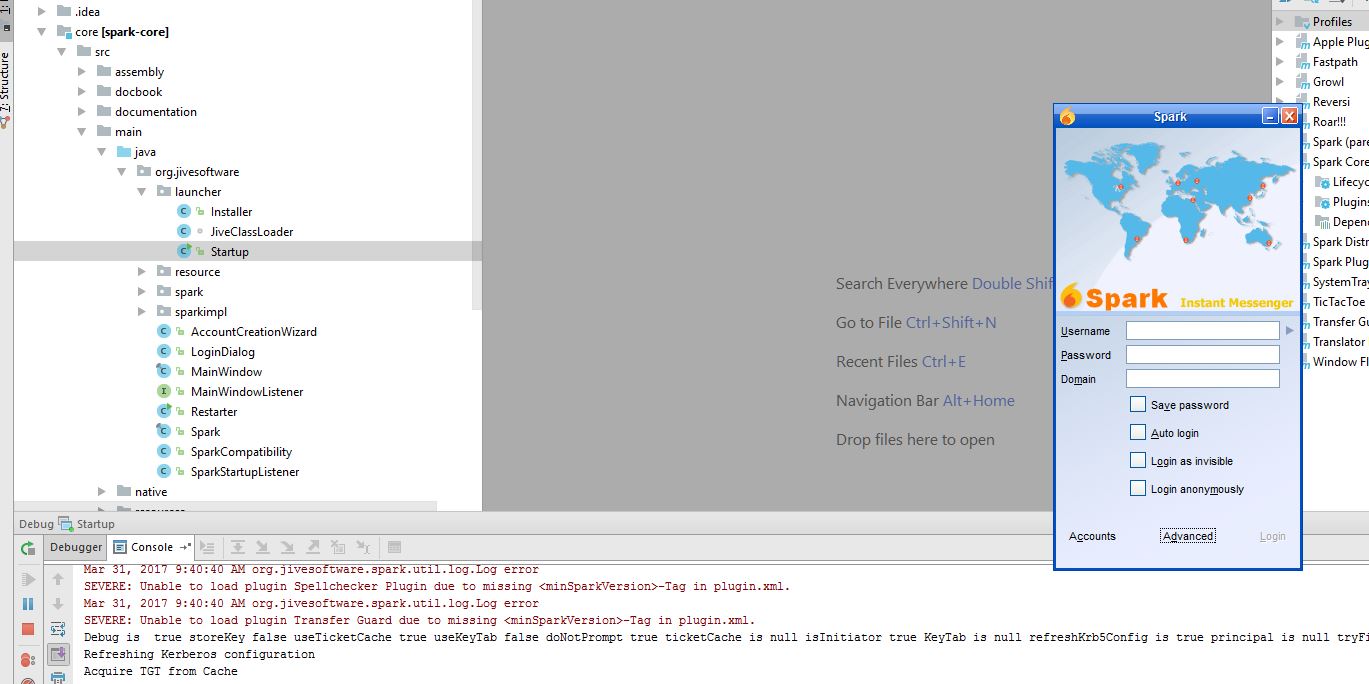 .idea
core [spark-core]
src
assembly
docbook
documentation
main
java
org.jivesoftware
launcher
Installer
JiveClassLoader
Startup
resource
spark
sparkimpl
AccountCreationWizard
LoginDialog
MainWindow
MainWindowListener
Restarter
Spark
SparkCompatibility
SparkStartupListener
native
7: Structure
Search Everywhere Double Shif
Go to File Ctrl+Shift+N
Recent Files Ctrl+E
Navigation Bar Alt+Home
Drop files here to open
Spark
Spark Instant Messenger
Username
Password
Domain
Save password
Auto login
Login as invisible
Login anonymously
Accounts Advanced Login
Profiles
Apple Plug
Fastpath
Growl
Reversi
Roar!!!
Spark (pare
Spark Core
Lifecyc
Plugins
Depen
Spark Distr
Spark Plug
SystemTray
TicTacToe
Transfer Gu
Translator
Window Fl
Debug Startup
Debugger Console
Mar 31, 2017 9:40:40 AM org.jivesoftware.spark.util.log.Log error
SEVERE: Unable to load plugin Spellchecker Plugin due to missing <minSparkVersion>-Tag in plugin.xml.
Mar 31, 2017 9:40:40 AM org.jivesoftware.spark.util.log.Log error
SEVERE: Unable to load plugin Transfer Guard due to missing <minSparkVersion>-Tag in plugin.xml.
Debug is  true storeKey false useTicketCache true useKeyTab false doNotPrompt true ticketCache is null isInitiator true KeyTab is null refreshKrb5Config is true principal is null tryFi
Refreshing Kerberos configuration
Acquire TGT from Cache